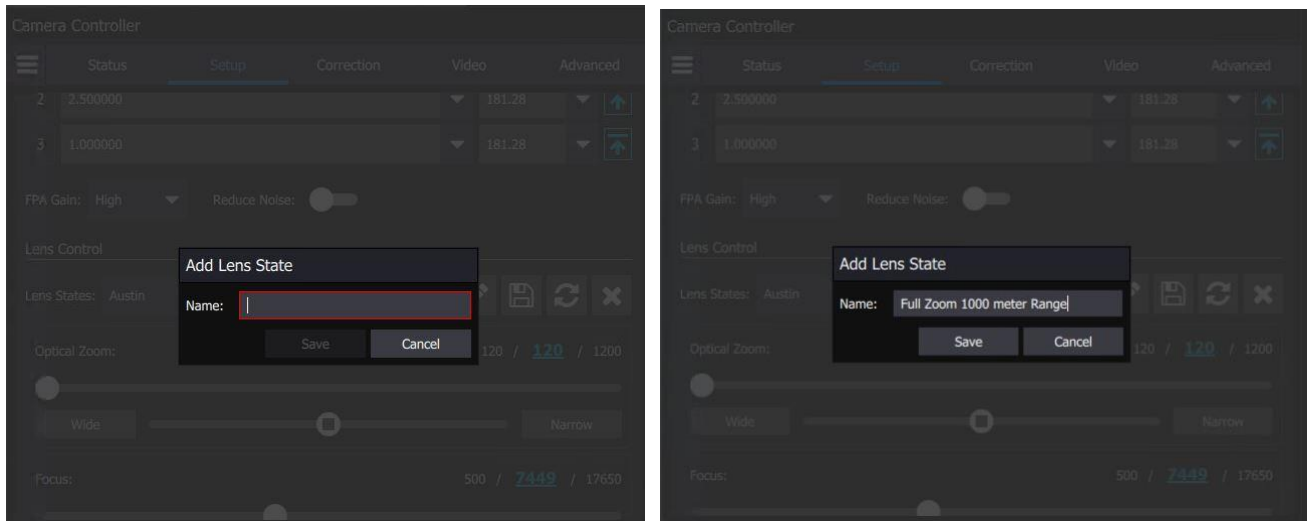 Camera Controller
Status Setup Correction Video Advanced
2 2.500000 181.28
3 1.000000 181.28
FPA Gain: High Reduce Noise:
Lens Control
Add Lens State
Lens States: Austin
Name:
Save Cancel
Optical Zoom: 120 / 120 / 1200
Wide Narrow
Focus: 500 / 7449 / 17650
Camera Controller
Status Setup Correction Video Advanced
2 2.500000 181.28
3 1.000000 181.28
FPA Gain: High Reduce Noise:
Lens Control
Add Lens State
Lens States: Austin
Name: Full Zoom 1000 meter Range
Save Cancel
Optical Zoom: 120 / 120 / 1200
Wide Narrow
Focus: 500 / 7449 / 17650